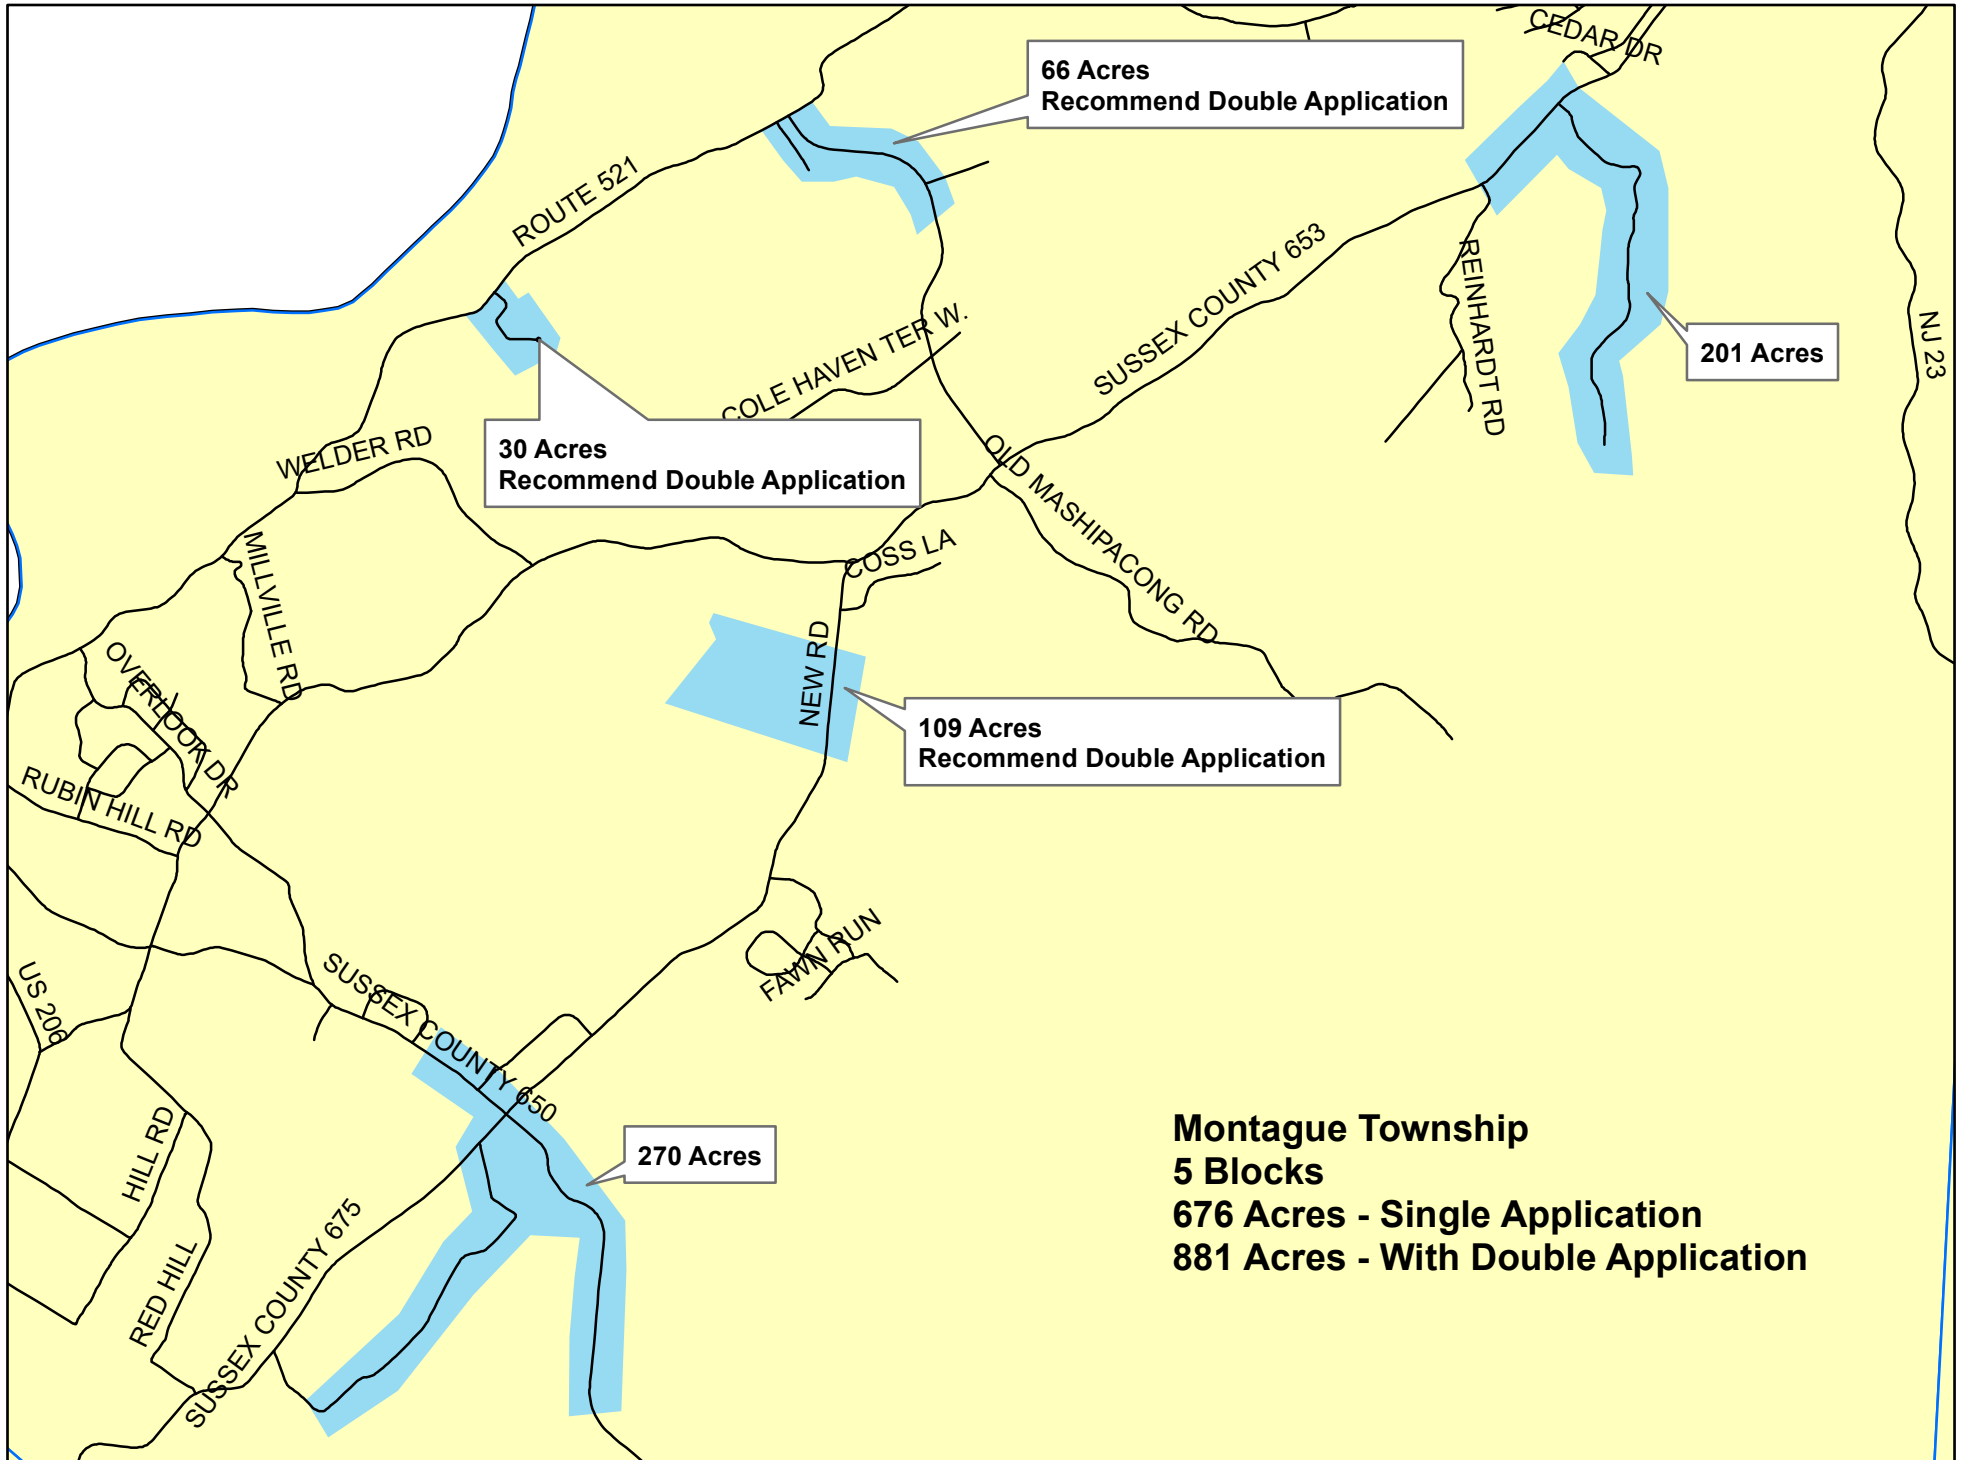 CEDAR DR
66 Acres
Recommend Double Application
ROUTE 521
SUSSEX COUNTY 653
REINHARDT RD
NJ 23
201 Acres
COLE HAVEN TER W.
WELDER RD
30 Acres
Recommend Double Application
OLD MASHIPACONG RD
COSS LA
MILLVILLE RD
NEW RD
OVERLOOK DR
109 Acres
Recommend Double Application
RUBIN HILL RD
FAWN RUN
US 206
SUSSEX COUNTY 650
HILL RD
270 Acres
RED HILL
SUSSEX COUNTY 675
Montague Township
5 Blocks
676 Acres - Single Application
881 Acres - With Double Application